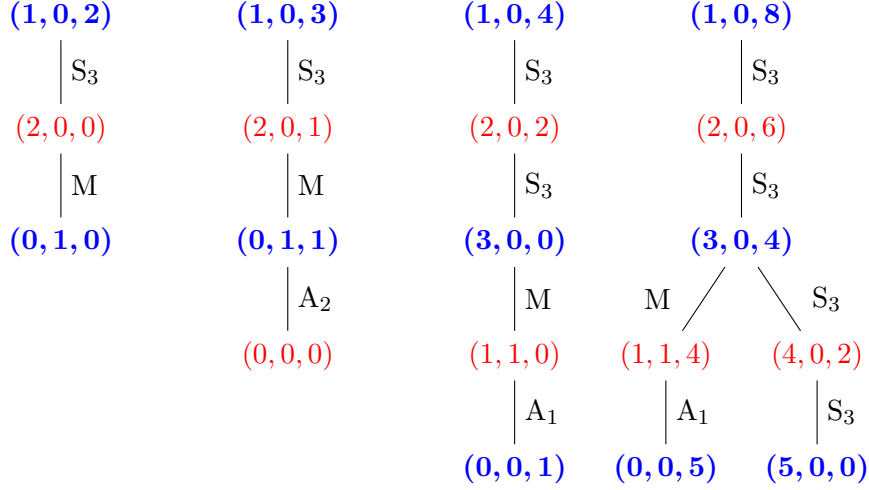 (1, 0, 2) (1, 0, 3) (1, 0, 4) (1, 0, 8)
S₃ S₃ S₃ S₃
(2, 0, 0) (2, 0, 1) (2, 0, 2) (2, 0, 6)
M M S₃ S₃
(0, 1, 0) (0, 1, 1) (3, 0, 0) (3, 0, 4)
A₂ M M S₃
(0, 0, 0) (1, 1, 0) (1, 1, 4) (4, 0, 2)
A₁ A₁ S₃
(0, 0, 1) (0, 0, 5) (5, 0, 0)